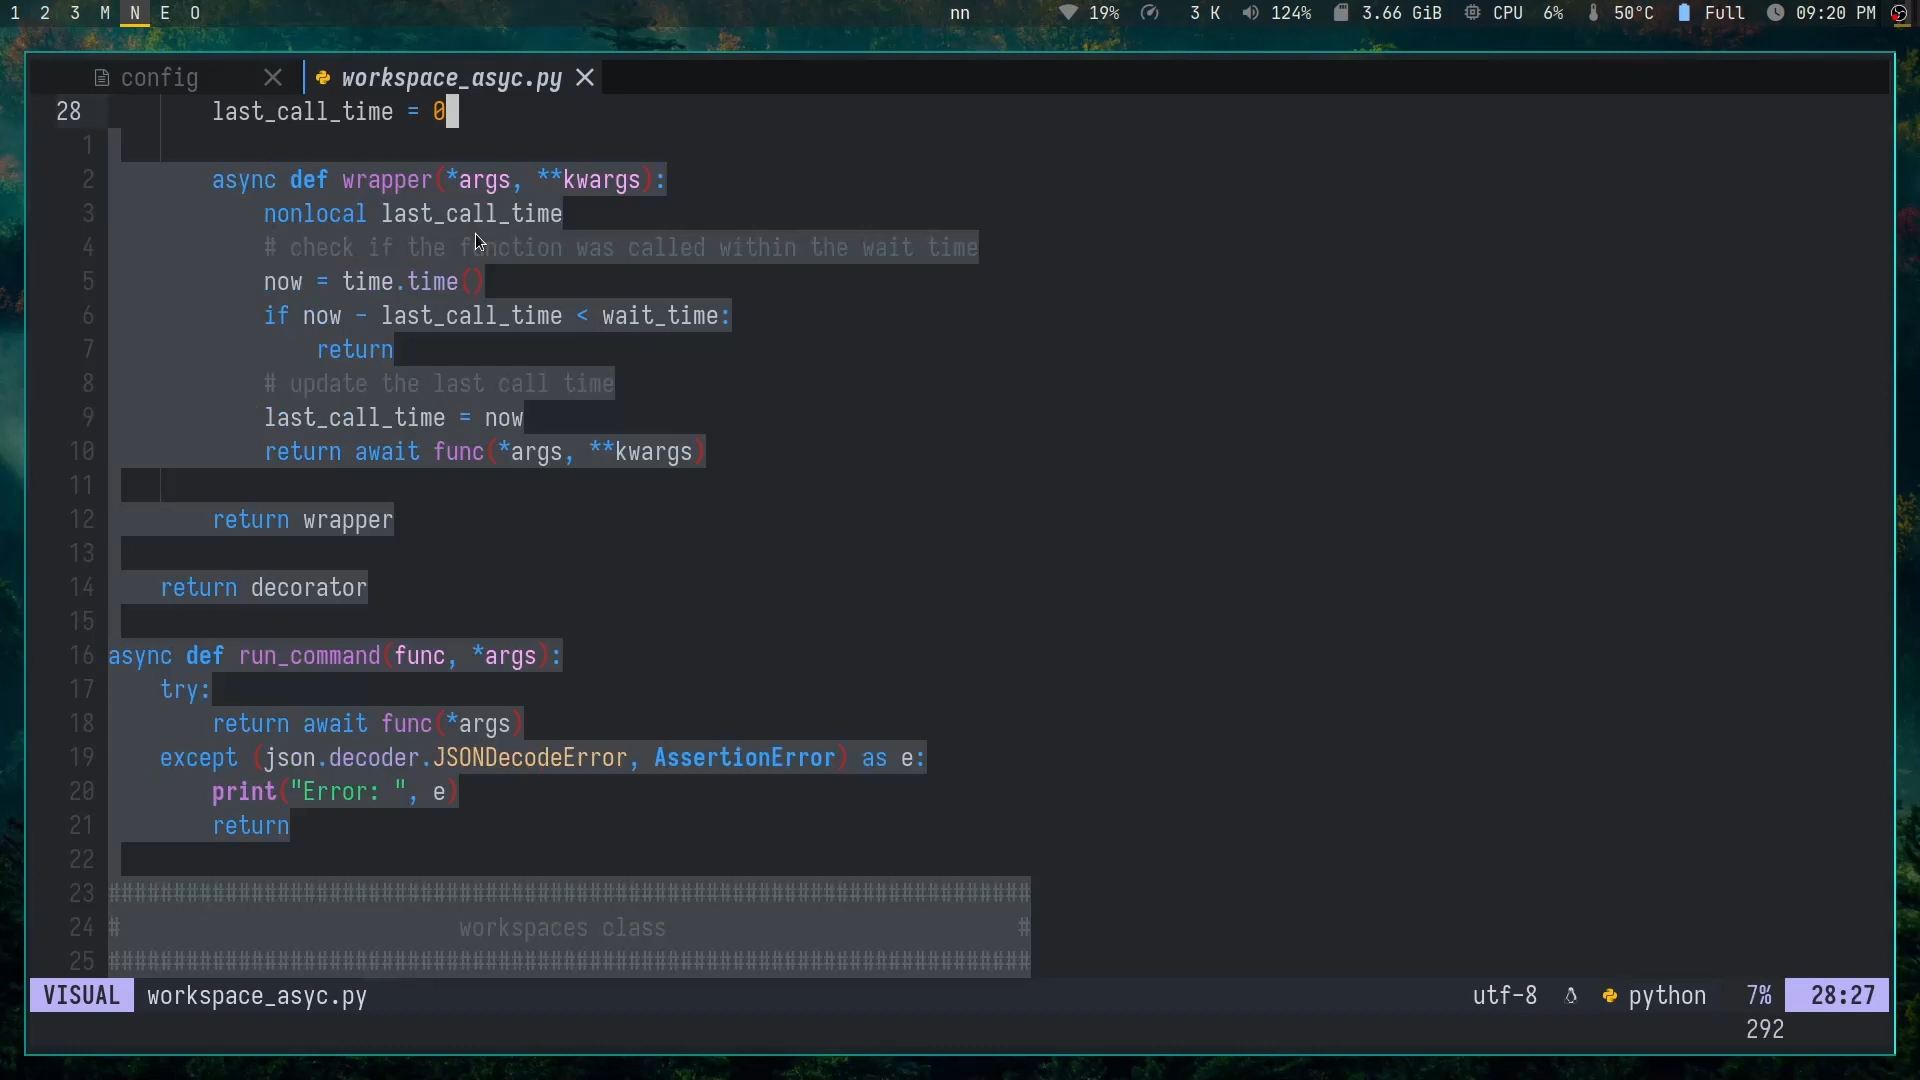 1 2 3 M N E O nn 19% 3 K 124% 3.66 GiB CPU 6% 50°C Full 09:20 PM
config workspace_asyc.py
28 last_call_time = 0
1
2 async def wrapper(*args, **kwargs):
3 nonlocal last_call_time
4 # check if the function was called within the wait time
5 now = time.time()
6 if now - last_call_time < wait_time:
7 return
8 # update the last call time
9 last_call_time = now
10 return await func(*args, **kwargs)
11
12 return wrapper
13
14 return decorator
15
16 async def run_command(func, *args):
17 try:
18 return await func(*args)
19 except (json.decoder.JSONDecodeError, AssertionError) as e:
20 print("Error: ", e)
21 return
22
23 #######################################################################
24 # workspaces class #
25 #######################################################################
VISUAL workspace_asyc.py utf-8 python 7% 28:27
292